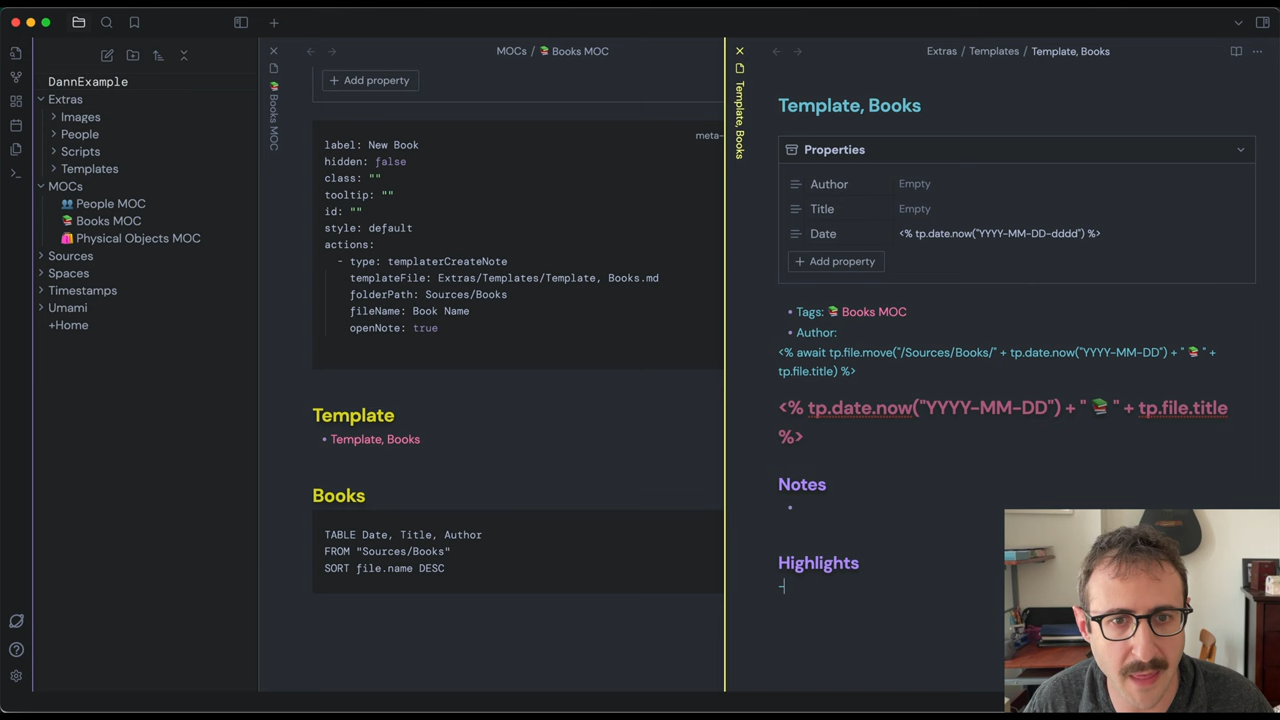 DannExample
Extras
Images
People
Scripts
Templates
MOCs
👥 People MOC
📚 Books MOC
🛍️ Physical Objects MOC
Sources
Spaces
Timestamps
Umami
+Home
📚 Books MOC
MOCs / 📚 Books MOC
+ Add property
meta-
label: New Book
hidden: false
class: ""
tooltip: ""
id: ""
style: default
actions:
- type: templaterCreateNote
templateFile: Extras/Templates/Template, Books.md
folderPath: Sources/Books
fileName: Book Name
openNote: true
Template
• Template, Books
Books
TABLE Date, Title, Author
FROM "Sources/Books"
SORT file.name DESC
Template, Books
Extras / Templates / Template, Books
Template, Books
Properties
Author Empty
Title Empty
Date <% tp.date.now("YYYY-MM-DD-dddd") %>
+ Add property
• Tags: 📚 Books MOC
• Author:
<% await tp.file.move("/Sources/Books/" + tp.date.now("YYYY-MM-DD") + " 📚 " +
tp.file.title) %>
<% tp.date.now("YYYY-MM-DD") + " 📚 " + tp.file.title
%>
Notes
•
Highlights
-